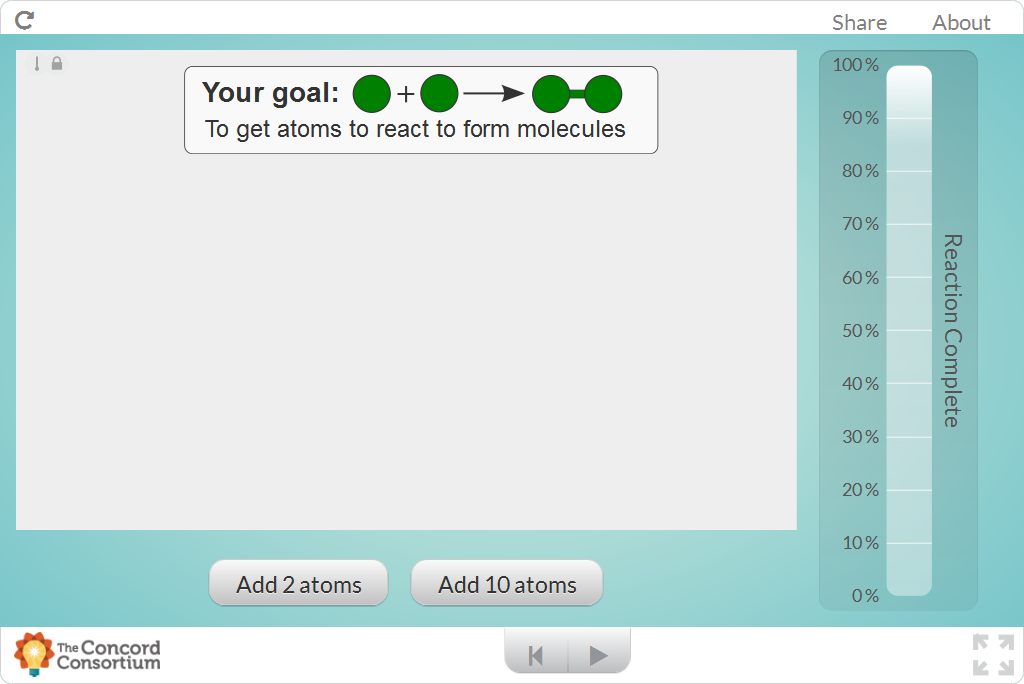 Share
About
Your goal: +
To get atoms to react to form molecules
100 %
90 %
80 %
70 %
60 %
50 %
40 %
30 %
20 %
10 %
0 %
Reaction Complete
Add 2 atoms
Add 10 atoms
The Concord
Consortium